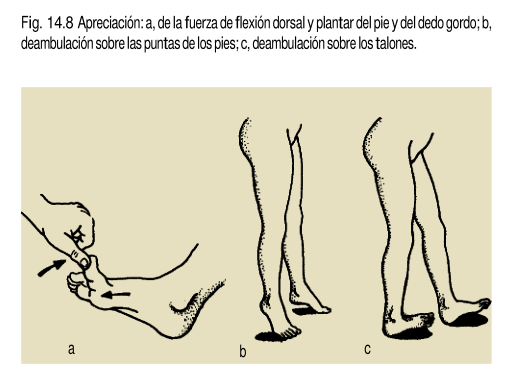 Fig. 14.8 Apreciación: a, de la fuerza de flexión dorsal y plantar del pie y del dedo gordo; b,
deambulación sobre las puntas de los pies; c, deambulación sobre los talones.
a
b
c